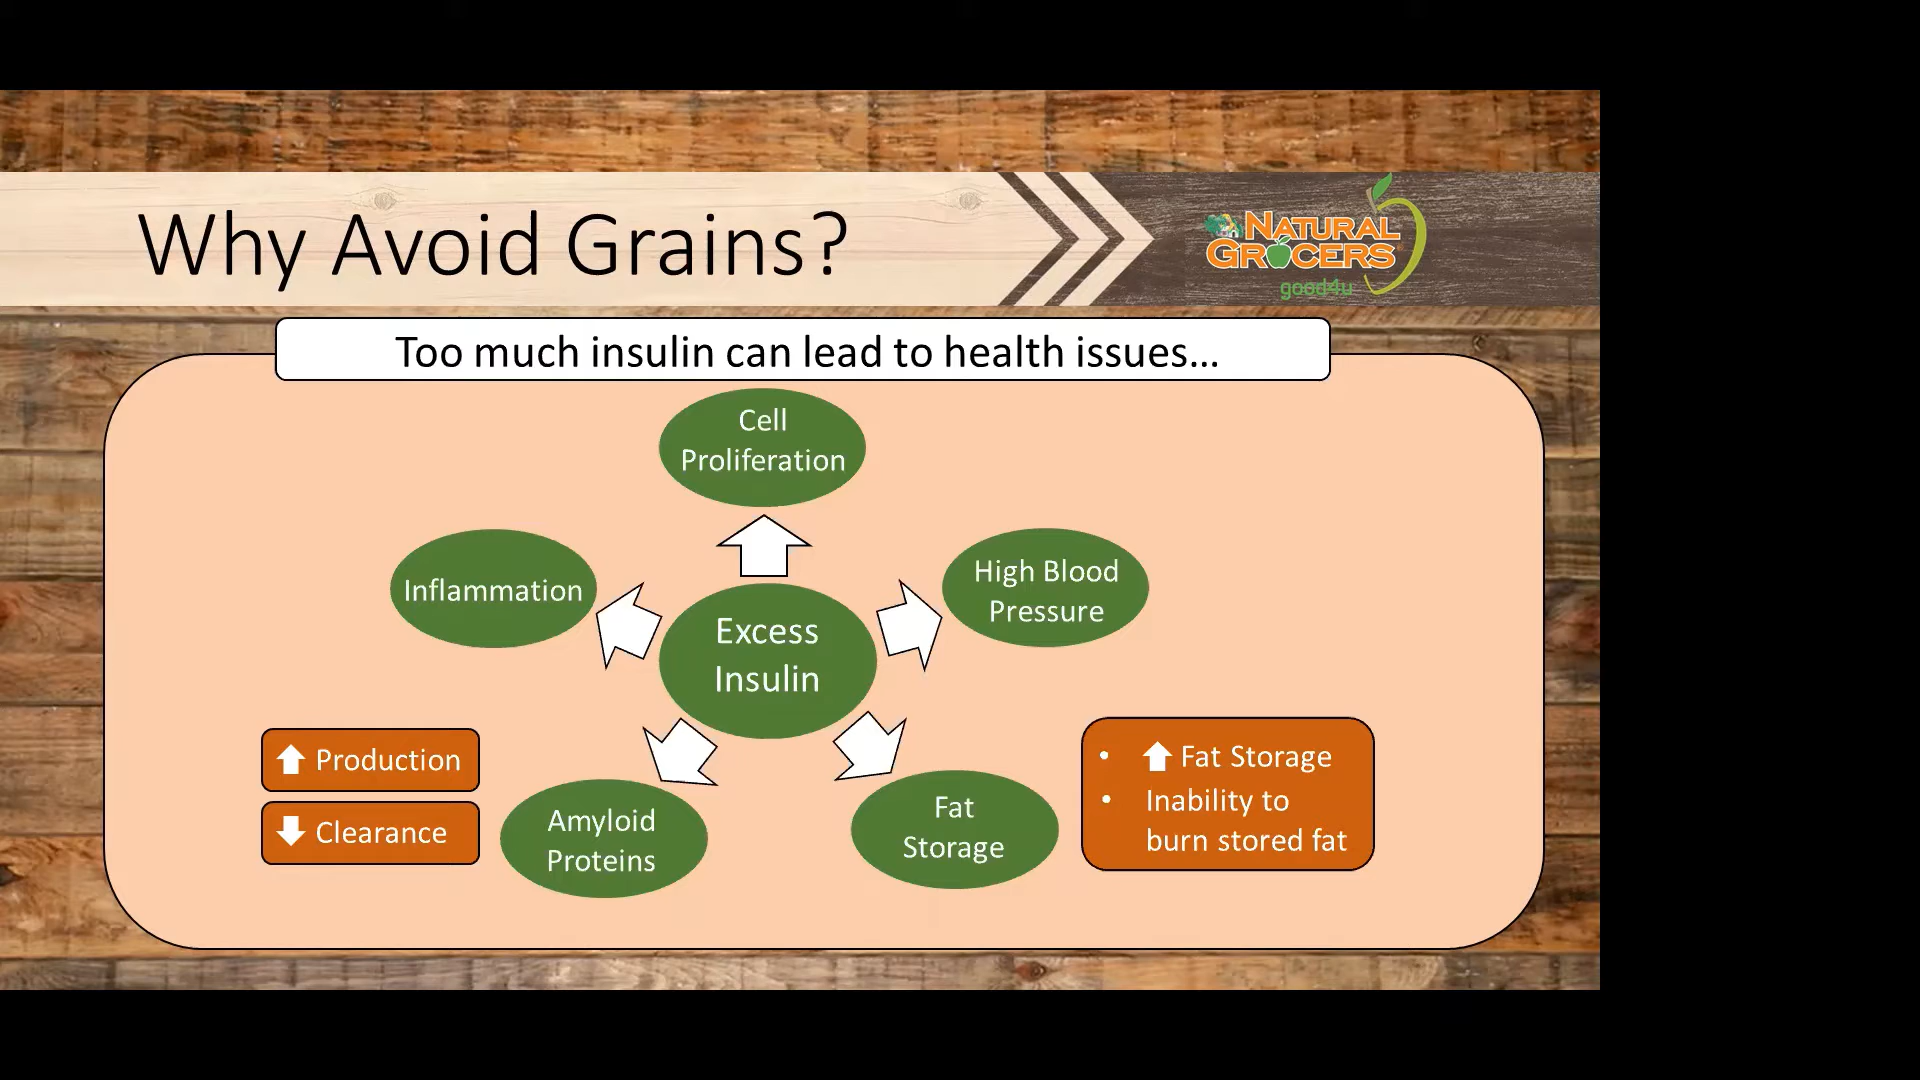 Why Avoid Grains?
NATURAL
GROCERS
good4u
Too much insulin can lead to health issues...
Cell
Proliferation
Inflammation
High Blood
Pressure
Excess
Insulin
Production
Clearance
Amyloid
Proteins
Fat
Storage
• Fat Storage
• Inability to
burn stored fat